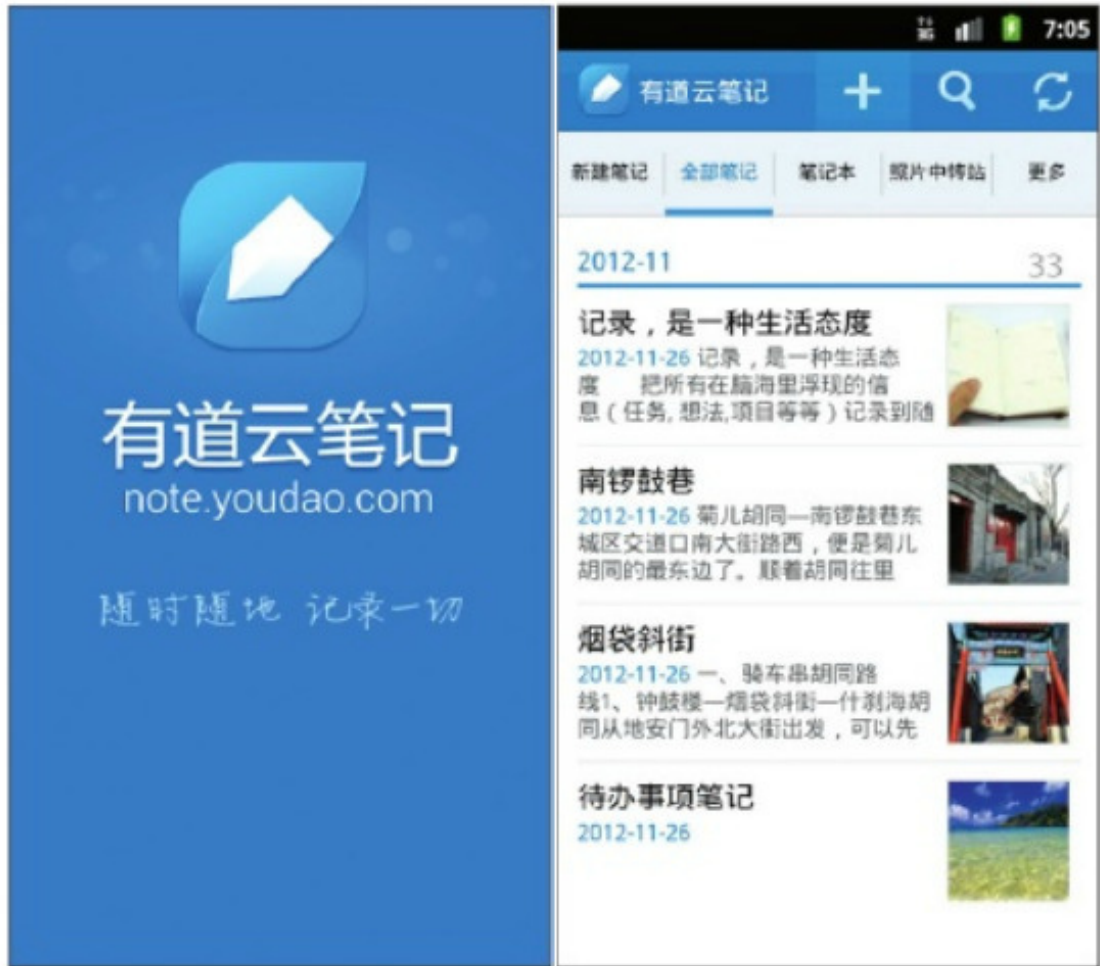 有道云笔记
note.youdao.com
随时随地 记录一切
3G 7:05
有道云笔记
新建笔记 全部笔记 笔记本 照片中转站 更多
2012-11 33
记录，是一种生活态度
2012-11-26 记录，是一种生活态
度 把所有在脑海里浮现的信
息（任务, 想法,项目等等）记录到随
南锣鼓巷
2012-11-26 菊儿胡同—南锣鼓巷东
城区交道口南大街路西，便是菊儿
胡同的最东边了。顺着胡同往里
烟袋斜街
2012-11-26 一、骑车串胡同路
线1、钟鼓楼—烟袋斜街—什刹海胡
同从地安门外北大街出发，可以先
待办事项笔记
2012-11-26